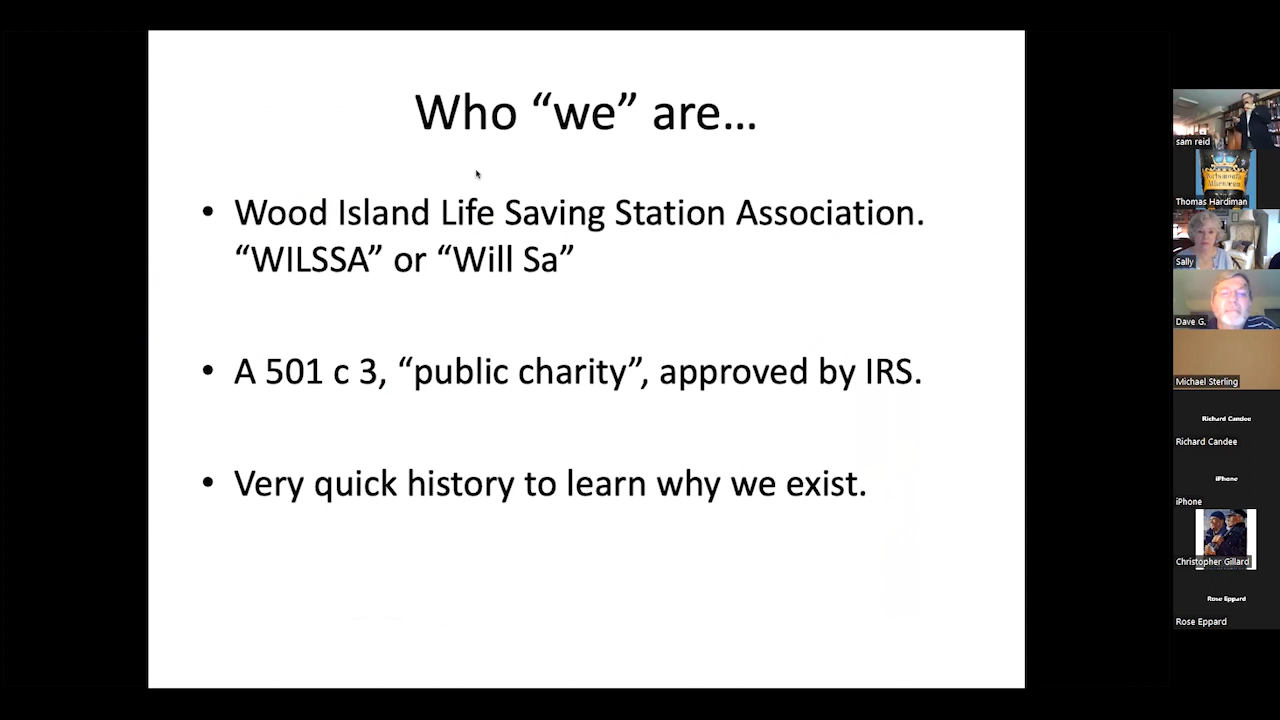 Who “we” are…
• Wood Island Life Saving Station Association.
“WILSSA” or “Will Sa”
• A 501 c 3, “public charity”, approved by IRS.
• Very quick history to learn why we exist.
sam reid
Portsmouth
Athenæum
Thomas Hardiman
Sally
Dave G.
Michael Sterling
Richard Candee
Richard Candee
iPhone
iPhone
Christopher Gillard
Rose Eppard
Rose Eppard